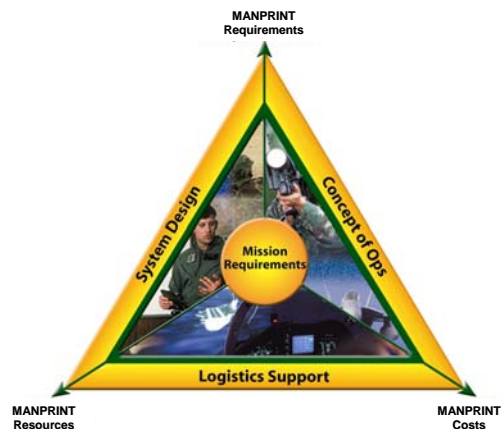 MANPRINT
Requirements
System Design
Concept of Ops
Mission
Requirements
Logistics Support
MANPRINT
Resources
MANPRINT
Costs